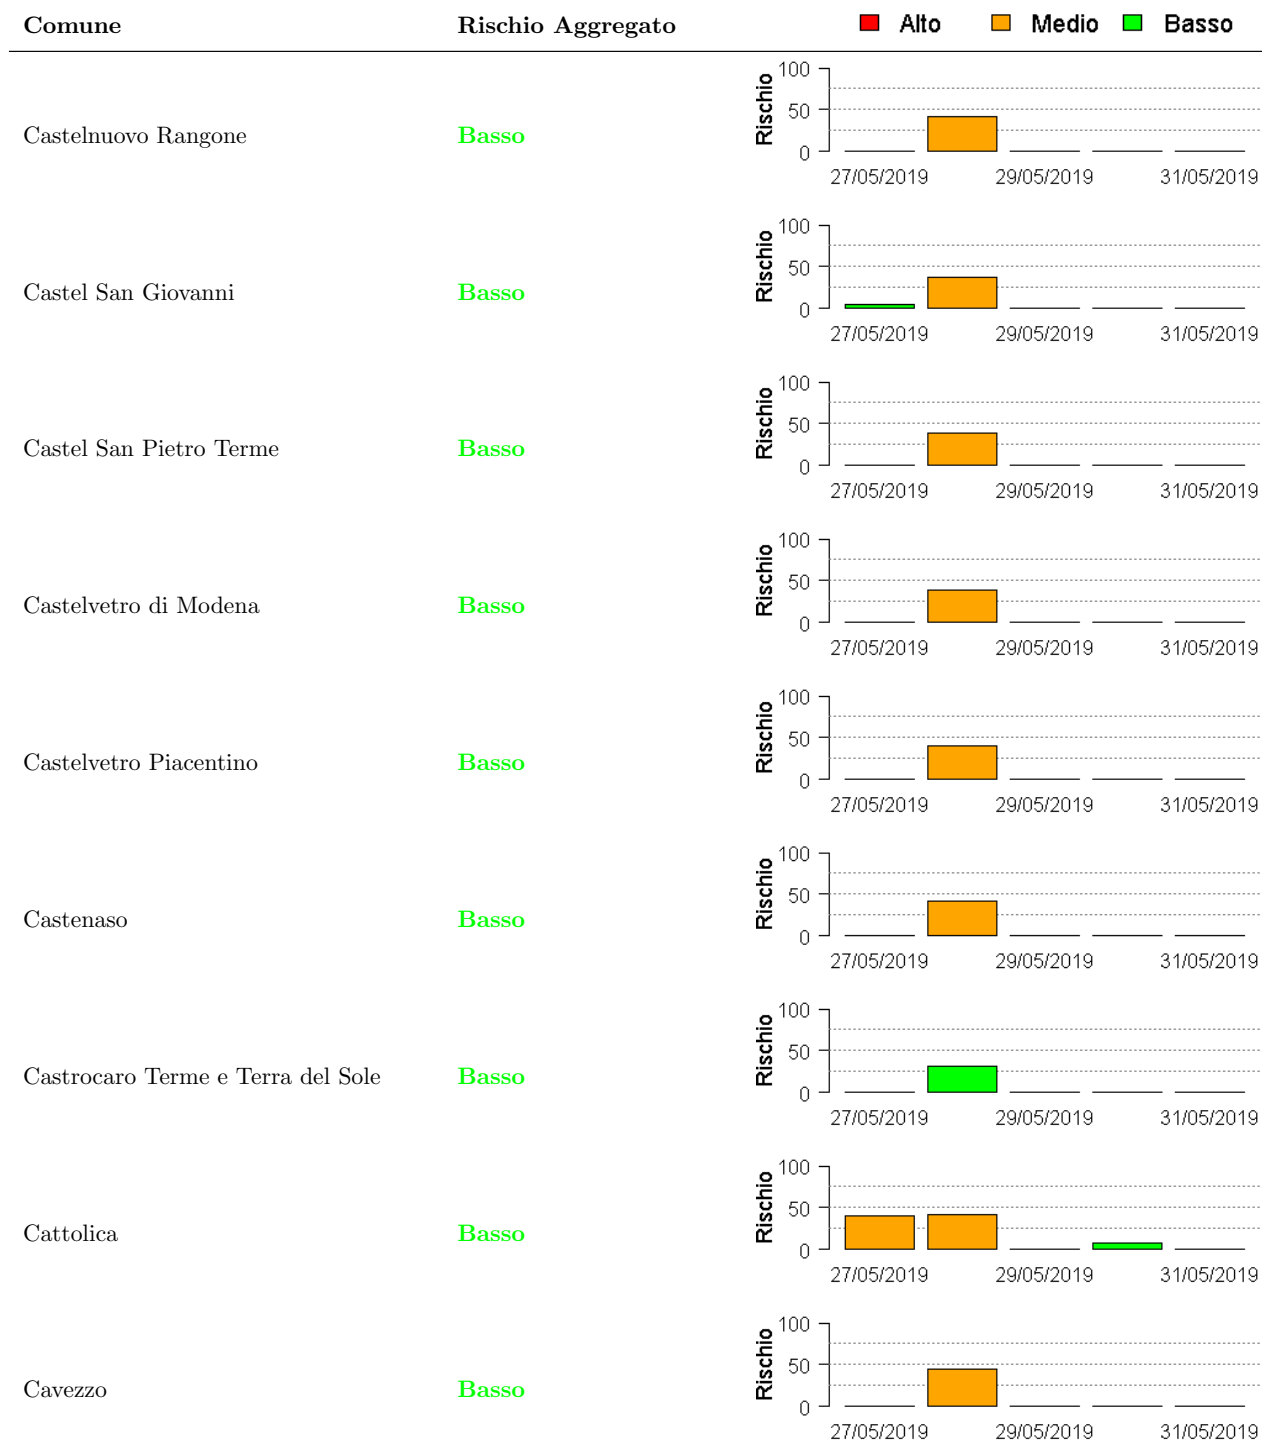 Comune Rischio Aggregato Alto Medio Basso
Castelnuovo Rangone Basso Rischio 100 50 0
27/05/2019 29/05/2019 31/05/2019
Castel San Giovanni Basso Rischio 100 50 0
27/05/2019 29/05/2019 31/05/2019
Castel San Pietro Terme Basso Rischio 100 50 0
27/05/2019 29/05/2019 31/05/2019
Castelvetro di Modena Basso Rischio 100 50 0
27/05/2019 29/05/2019 31/05/2019
Castelvetro Piacentino Basso Rischio 100 50 0
27/05/2019 29/05/2019 31/05/2019
Castenaso Basso Rischio 100 50 0
27/05/2019 29/05/2019 31/05/2019
Castrocaro Terme e Terra del Sole Basso Rischio 100 50 0
27/05/2019 29/05/2019 31/05/2019
Cattolica Basso Rischio 100 50 0
27/05/2019 29/05/2019 31/05/2019
Cavezzo Basso Rischio 100 50 0
27/05/2019 29/05/2019 31/05/2019